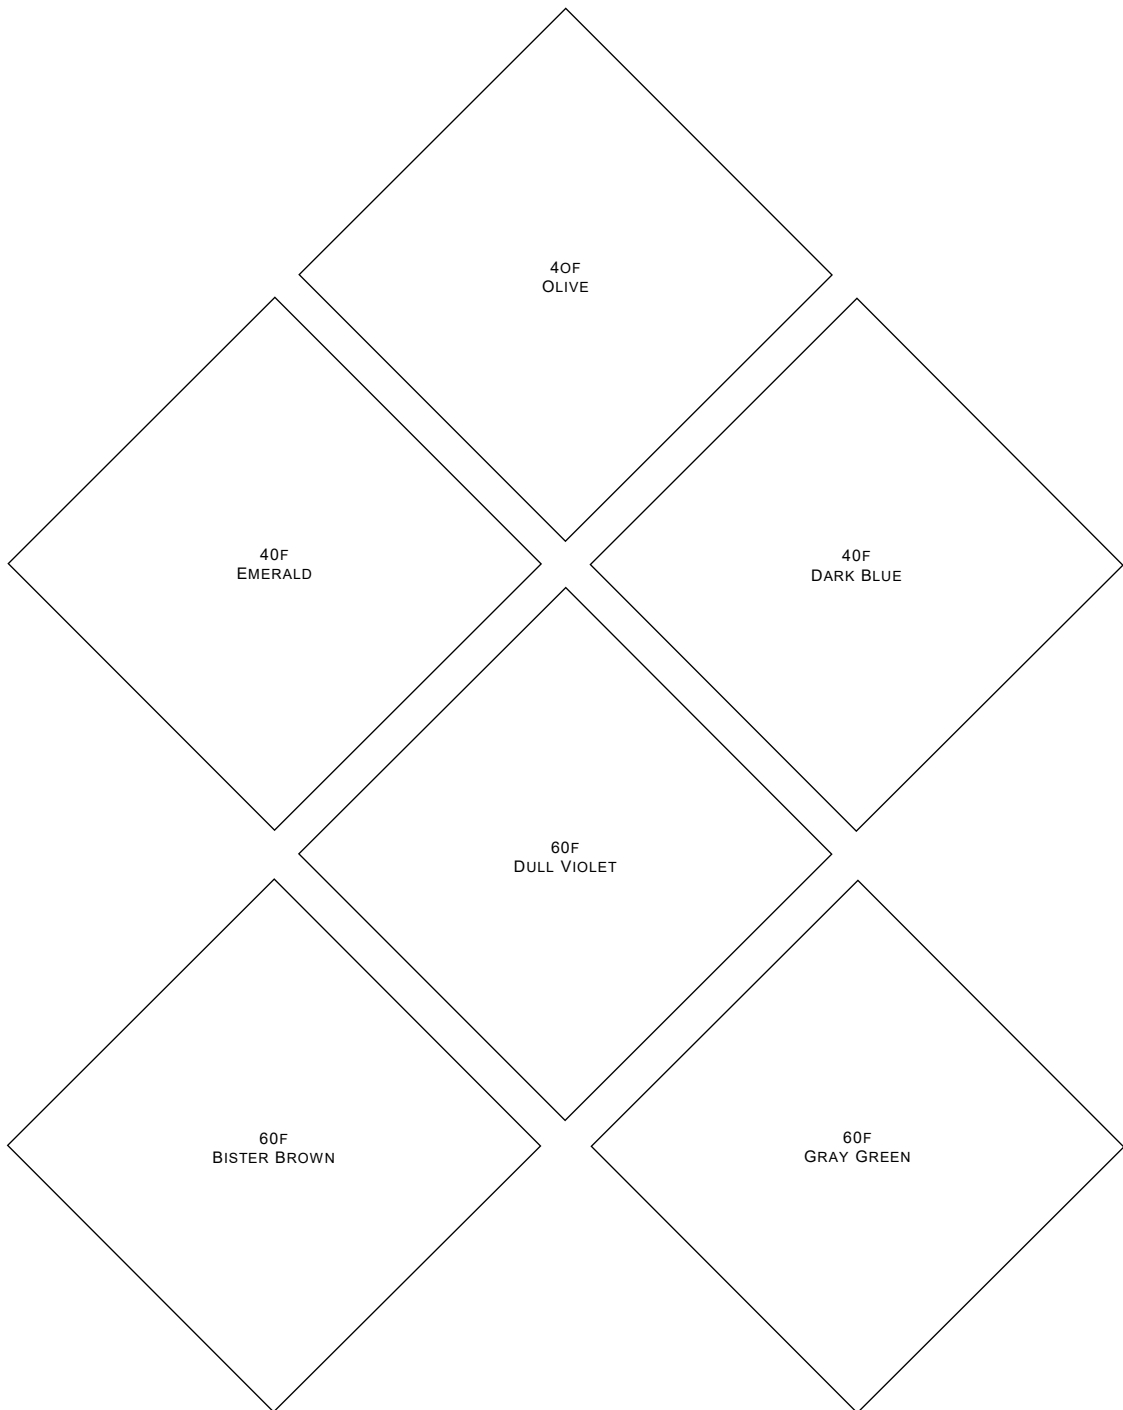 4OF
OLIVE
40F
EMERALD
40F
DARK BLUE
60F
DULL VIOLET
60F
BISTER BROWN
60F
GRAY GREEN